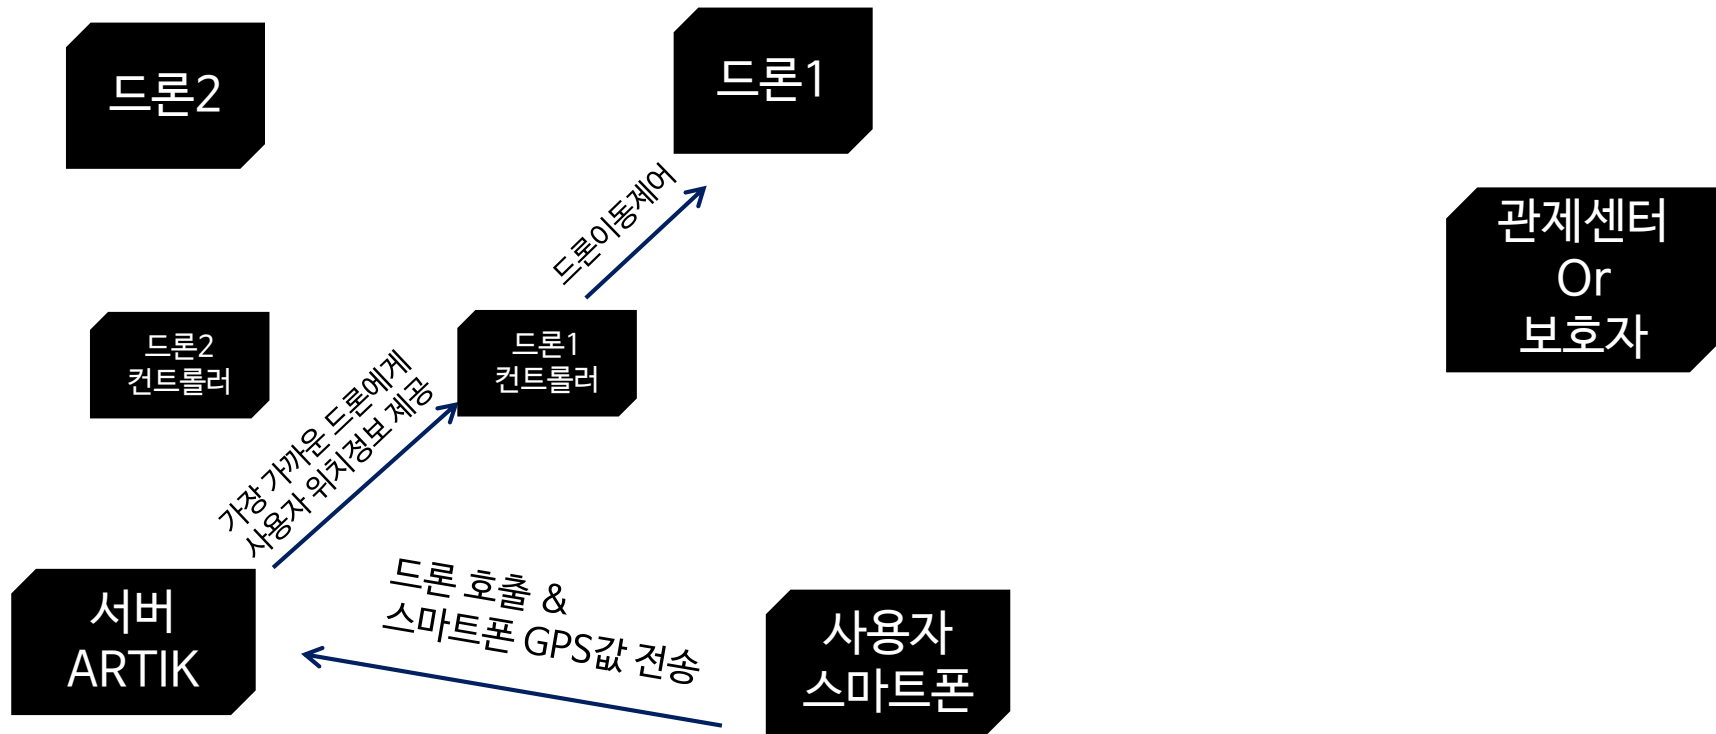 드론2
드론1
드론이동제어
관제센터
Or
보호자
드론2
컨트롤러
드론1
컨트롤러
가장 가까운 드론에게
사용자 위치정보 제공
드론 호출 &
스마트폰 GPS값 전송
서버
ARTIK
사용자
스마트폰